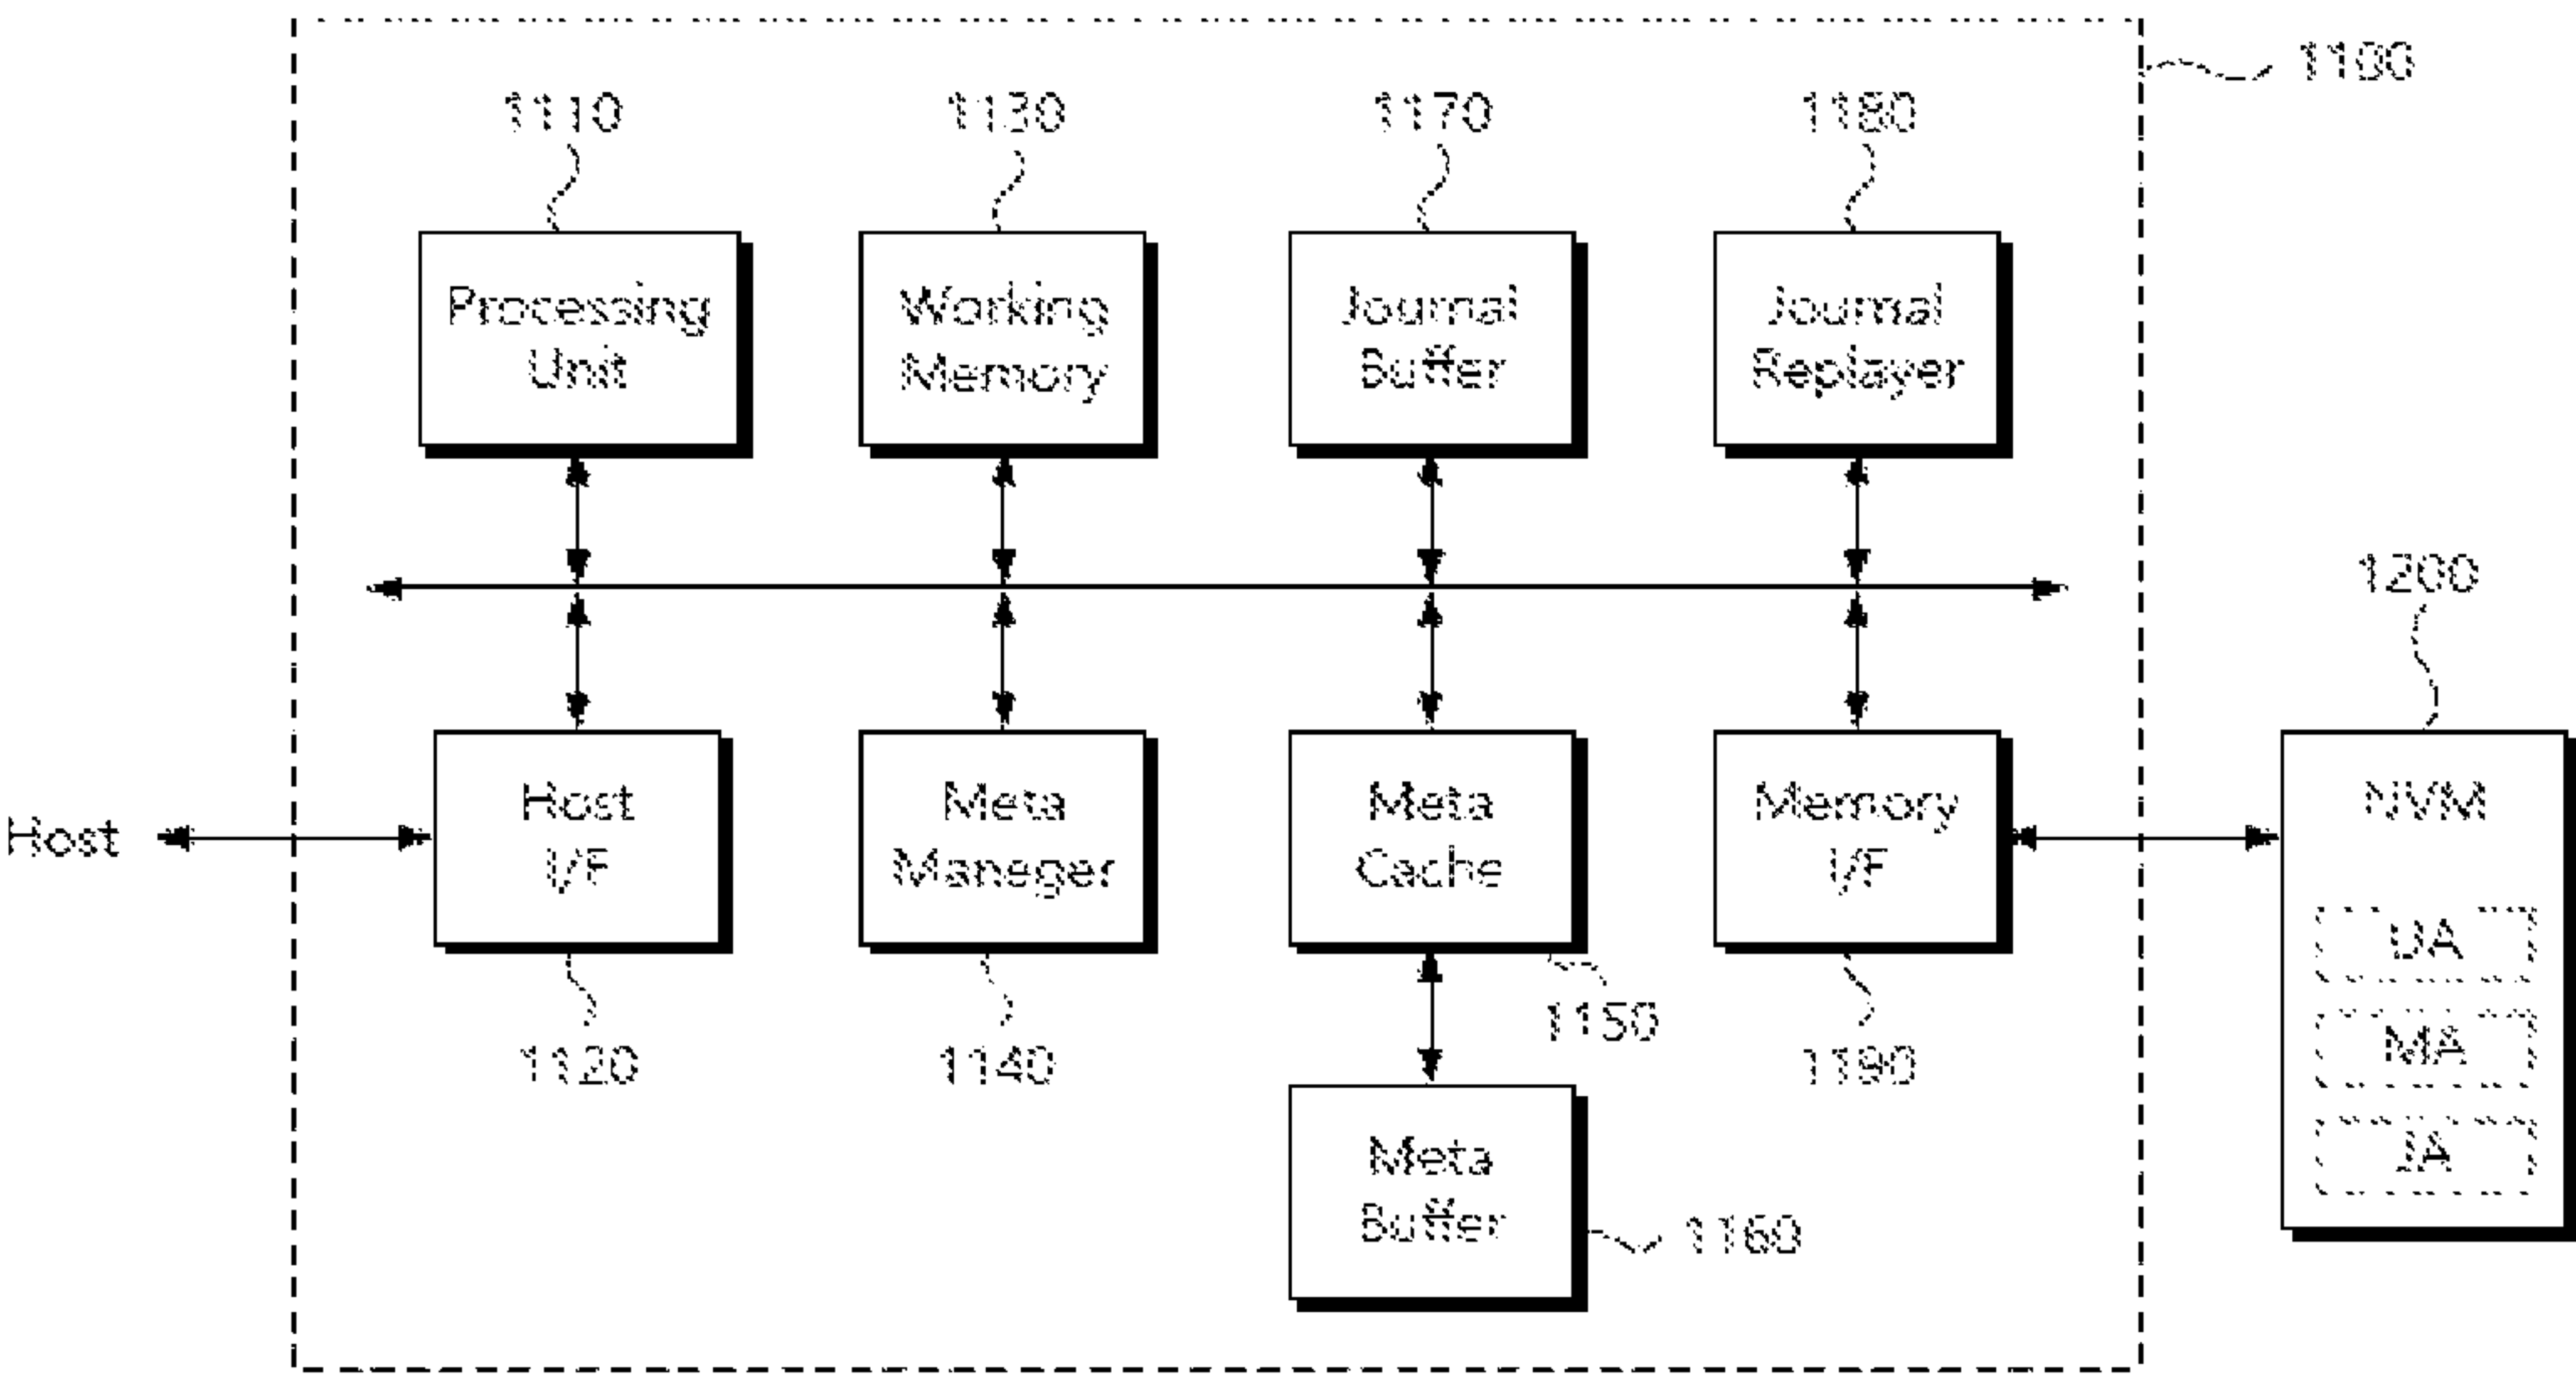 1100
1110
1130
1170
1180
Processing
Unit
Working
Memory
Journal
Buffer
Journal
Replayer
1200
Host
Host
I/F
Meta
Maneger
Meta
Cache
Memory
I/F
NVM
UA
MA
JA
1120
1140
1150
1190
Meta
Buffer
1160